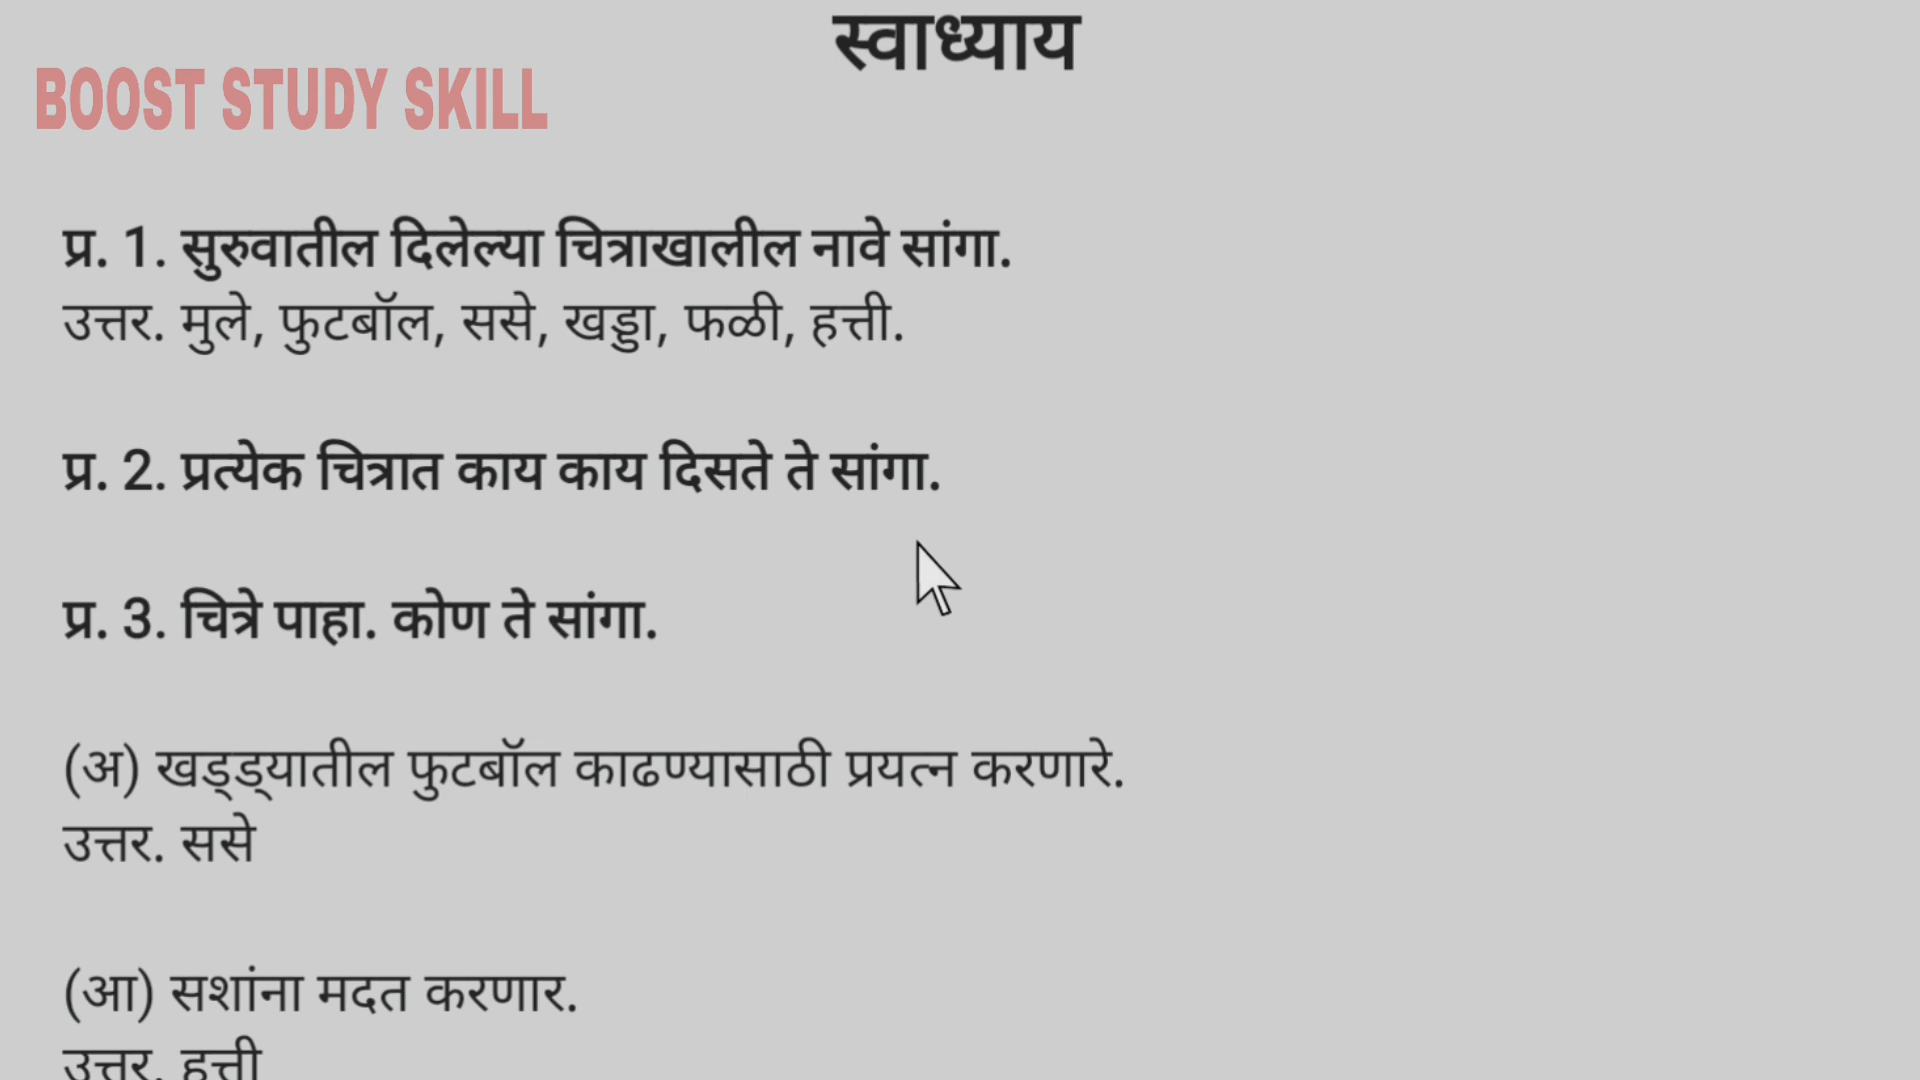 स्वाध्याय
BOOST STUDY SKILL
प्र. 1. सुरुवातील दिलेल्या चित्राखालील नावे सांगा.
उत्तर. मुले, फुटबॉल, ससे, खड्डा, फळी, हत्ती.
प्र. 2. प्रत्येक चित्रात काय काय दिसते ते सांगा.
प्र. 3. चित्रे पाहा. कोण ते सांगा.
(अ) खड्ड्यातील फुटबॉल काढण्यासाठी प्रयत्न करणारे.
उत्तर. ससे
(आ) सशांना मदत करणार.
उत्तर. हत्ती